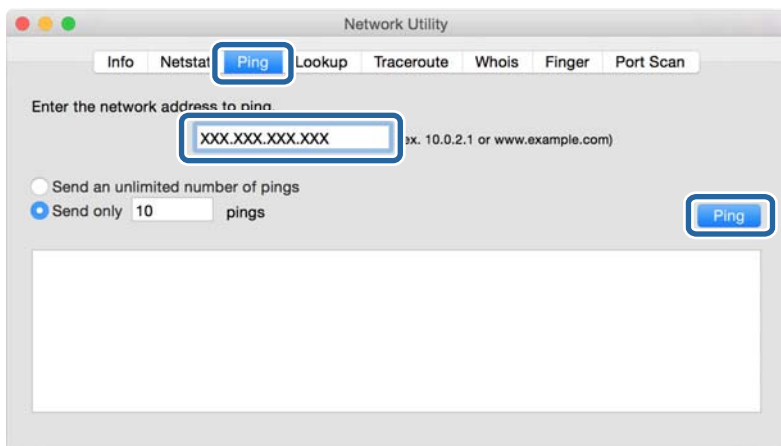 Network Utility
Info Netstat Ping Lookup Traceroute Whois Finger Port Scan
Enter the network address to ping.
XXX.XXX.XXX.XXX ex. 10.0.2.1 or www.example.com)
Send an unlimited number of pings
Send only 10 pings
Ping